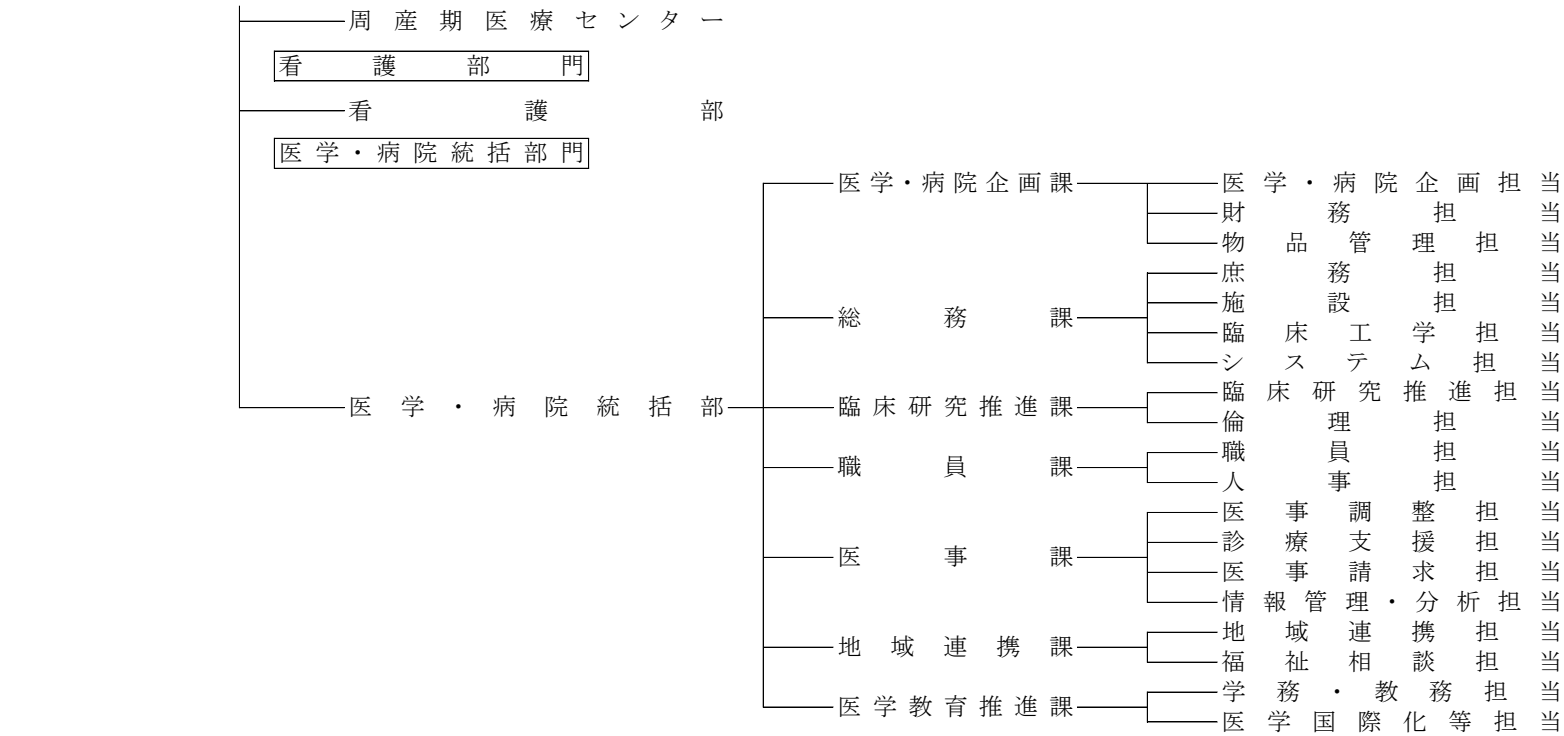 周産期医療センター
看護部門
看護部
医学・病院統括部門
医学・病院企画課 医学・病院企画担当
財務担当
物品管理担当
庶務担当
総務課 施設担当
臨床工学担当
システム担当
医学・病院統括部 臨床研究推進課 臨床研究推進担当
倫理担当
職員課 職員担当
人事担当
医事調整担当
医事課 診療支援担当
医事請求担当
情報管理・分析担当
地域連携課 地域連携担当
福祉相談担当
医学教育推進課 学務・教務担当
医学国際化等担当